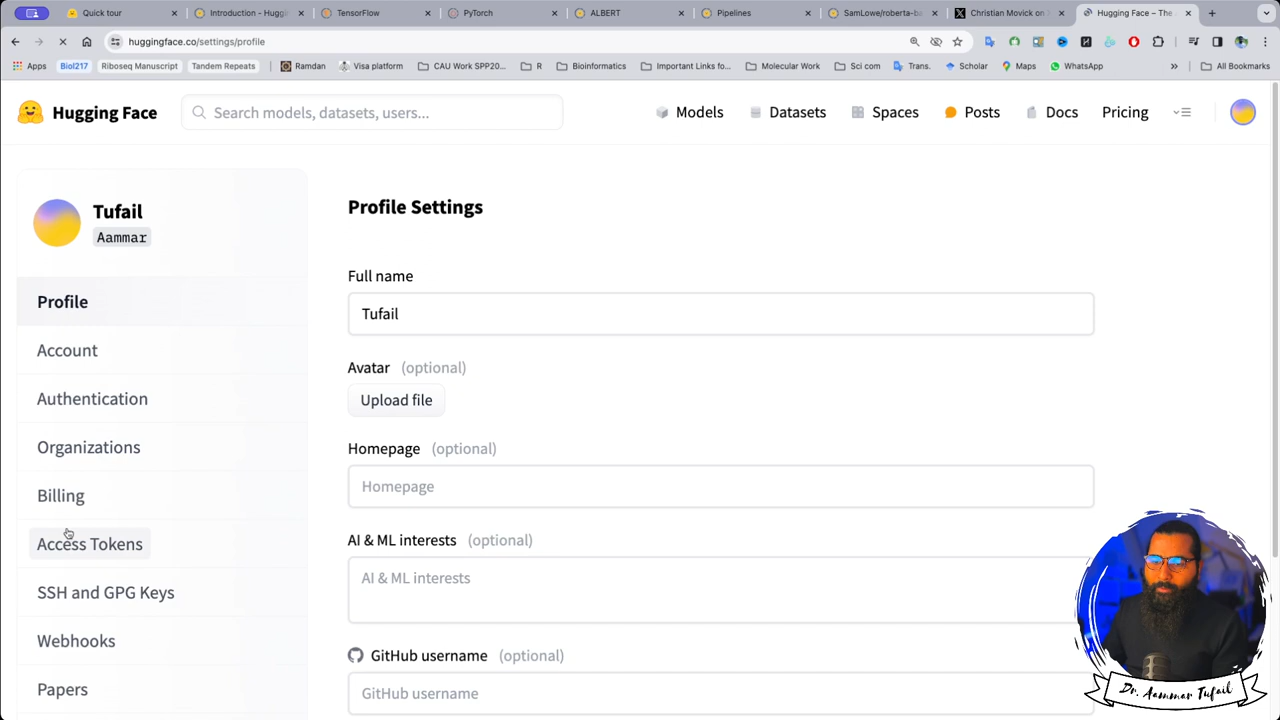 Quick tour
Introduction - Huggin
TensorFlow
PyTorch
ALBERT
Pipelines
SamLowe/roberta-b
Christian Movick on
Hugging Face – The
huggingface.co/settings/profile
Apps
Biol217
Riboseq Manuscript
Tandem Repeats
Ramdan
Visa platform
CAU Work SPP20...
R
Bioinformatics
Important Links fo...
Molecular Work
Sci com
Trans.
Scholar
Maps
WhatsApp
All Bookmarks
Hugging Face
Search models, datasets, users...
Models
Datasets
Spaces
Posts
Docs
Pricing
Tufail
Aammar
Profile
Account
Authentication
Organizations
Billing
Access Tokens
SSH and GPG Keys
Webhooks
Papers
Profile Settings
Full name
Tufail
Avatar (optional)
Upload file
Homepage (optional)
Homepage
AI & ML interests (optional)
AI & ML interests
GitHub username (optional)
GitHub username
Dr. Aammar Tufail